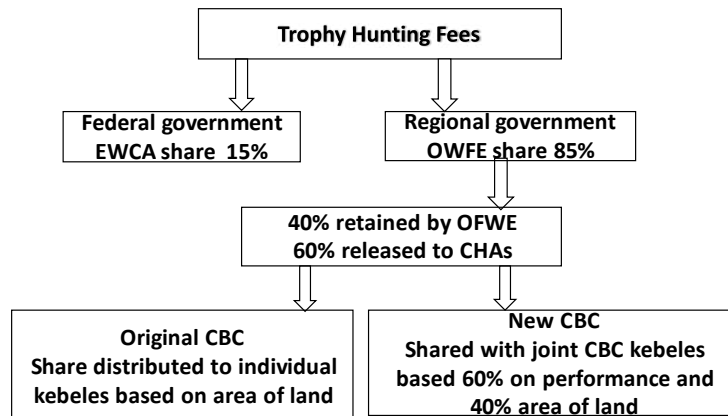 Trophy Hunting Fees
Federal government
EWCA share 15%
Regional government
OWFE share 85%
40% retained by OFWE
60% released to CHAs
Original CBC
Share distributed to individual
kebeles based on area of land
New CBC
Shared with joint CBC kebeles
based 60% on performance and
40% area of land